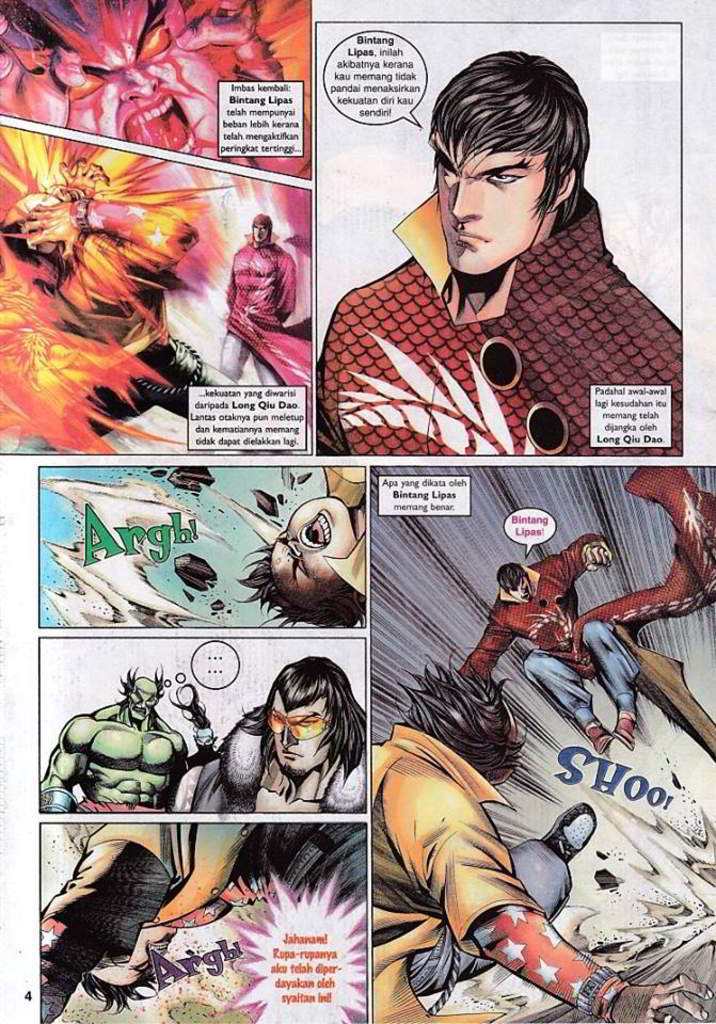 Imbas kembali:
Bintang Lipas
telah mempunyai
beban lebih kerana
telah mengaktifkan
peringkat tertinggi...
...kekuatan yang diwarisi
daripada Long Qiu Dao.
Lantas otaknya pun meletup
dan kematiannya memang
tidak dapat dielakkan lagi.
Bintang
Lipas, inilah
akibatnya kerana
kau memang tidak
pandai menaksirkan
kekuatan diri kau
sendiri!
Padahal awal-awal
lagi kesudahan itu
memang telah
dijangka oleh
Long Qiu Dao.
Argh!
...
...
Argh!
Jahanam!
Rupa-rupanya
aku telah diper-
dayakan oleh
syaitan ini!
Apa yang dikata oleh
Bintang Lipas
memang benar.
Bintang
Lipas!
SHOO!
4